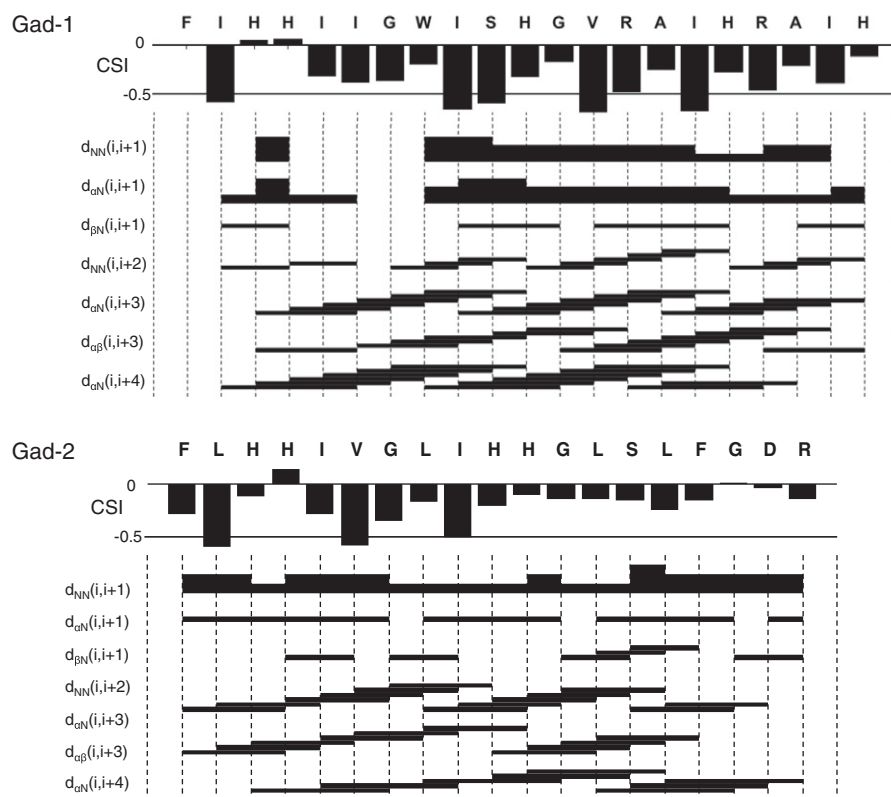 Gad-1 F I H H I I G W I S H G V R A I H R A I H
0
CSI
-0.5
dNN(i,i+1)
dαN(i,i+1)
dβN(i,i+1)
dNN(i,i+2)
dαN(i,i+3)
dαβ(i,i+3)
dαN(i,i+4)
Gad-2 F L H H I V G L I H H G L S L F G D R
0
CSI
-0.5
dNN(i,i+1)
dαN(i,i+1)
dβN(i,i+1)
dNN(i,i+2)
dαN(i,i+3)
dαβ(i,i+3)
dαN(i,i+4)